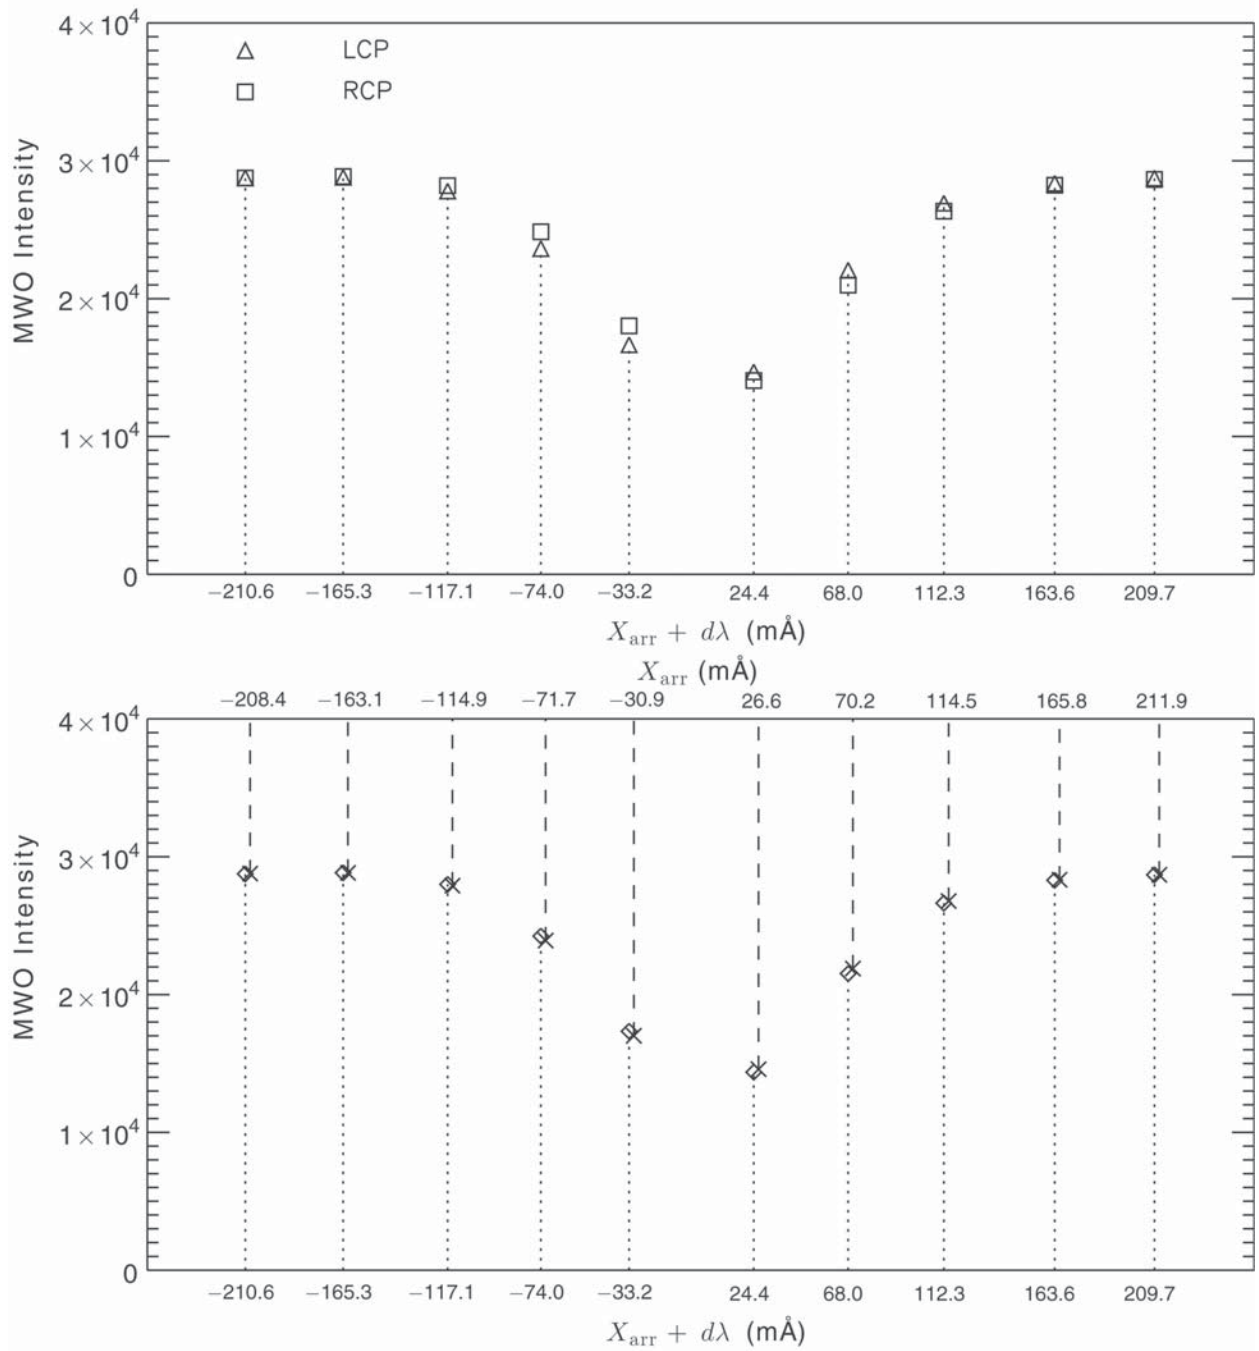 4×10⁴
LCP
RCP
3×10⁴
MWO Intensity
2×10⁴
1×10⁴
0
−210.6 −165.3 −117.1 −74.0 −33.2 24.4 68.0 112.3 163.6 209.7
X_arr + dλ (mÅ)
X_arr (mÅ)
−208.4 −163.1 −114.9 −71.7 −30.9 26.6 70.2 114.5 165.8 211.9
4×10⁴
3×10⁴
MWO Intensity
2×10⁴
1×10⁴
0
−210.6 −165.3 −117.1 −74.0 −33.2 24.4 68.0 112.3 163.6 209.7
X_arr + dλ (mÅ)